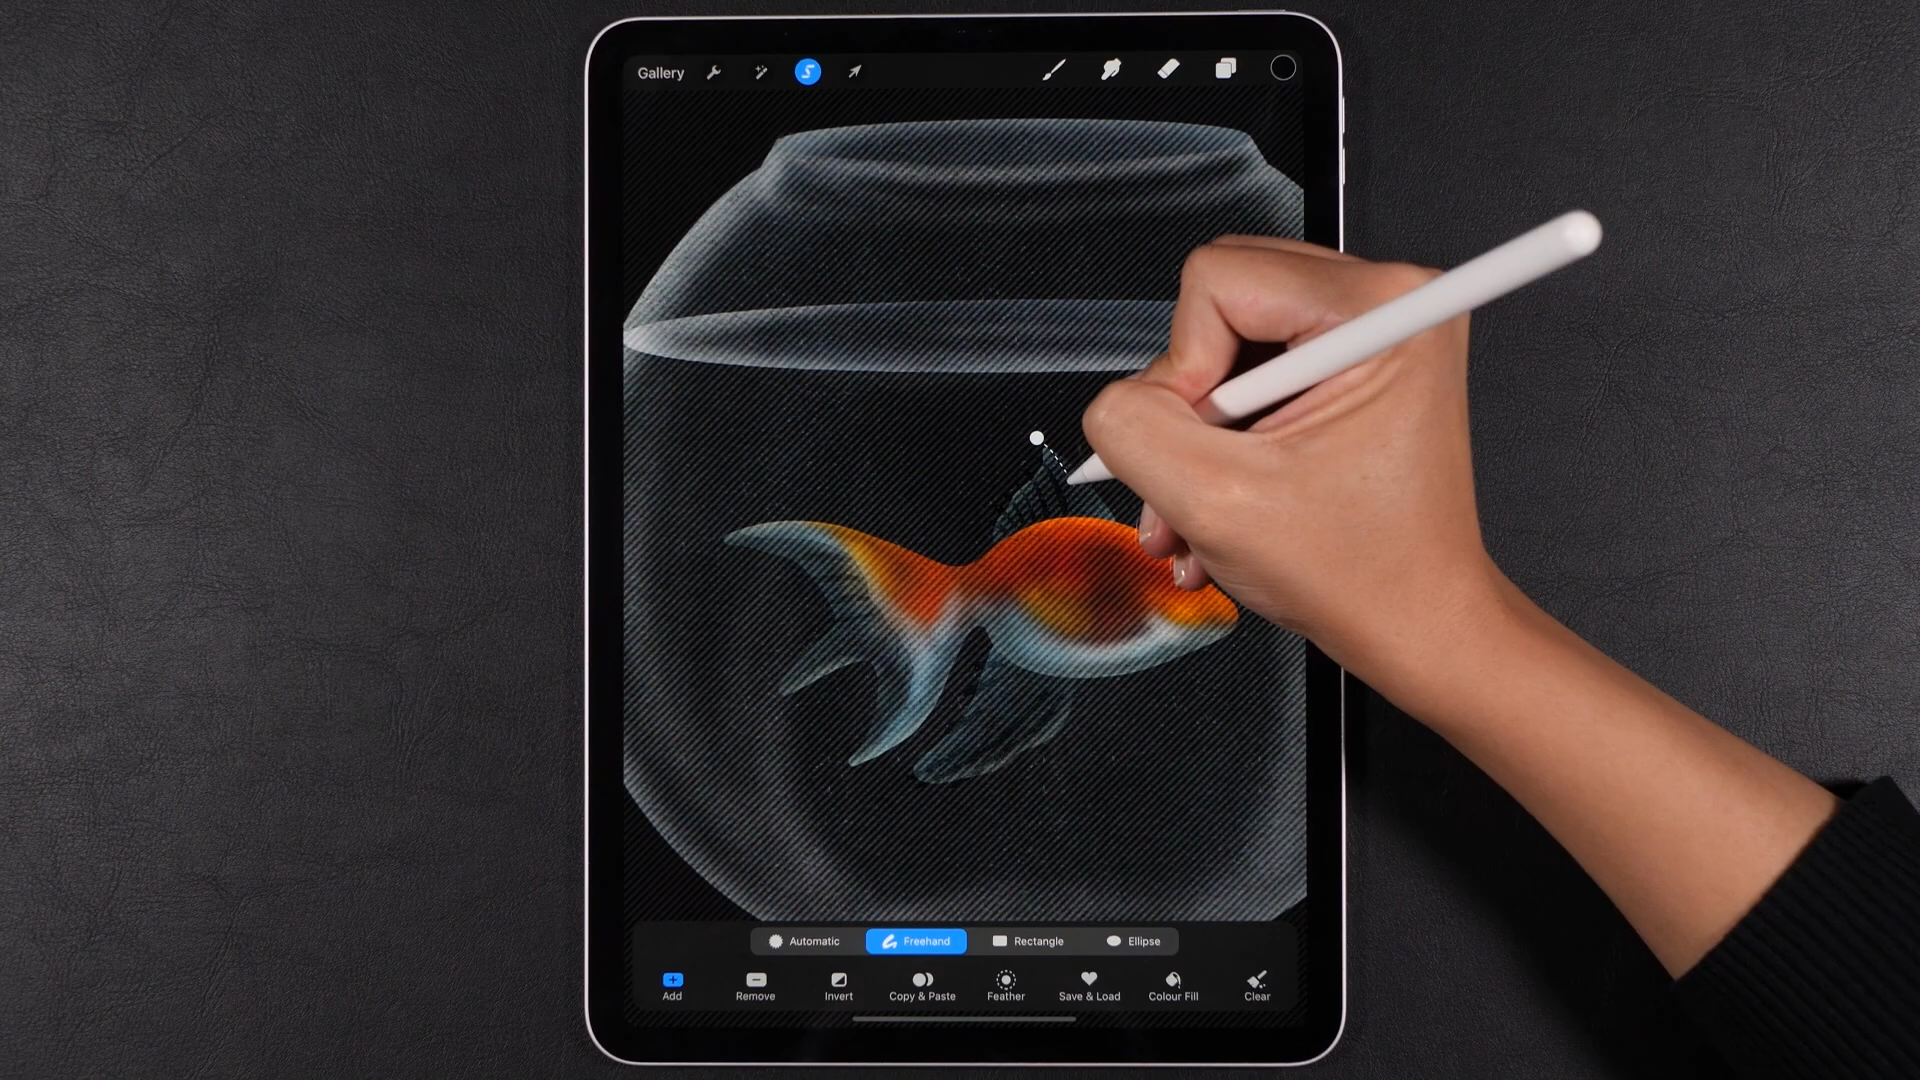 Gallery
Automatic Freehand Rectangle Ellipse
Add Remove Invert Copy & Paste Feather Save & Load Colour Fill Clear